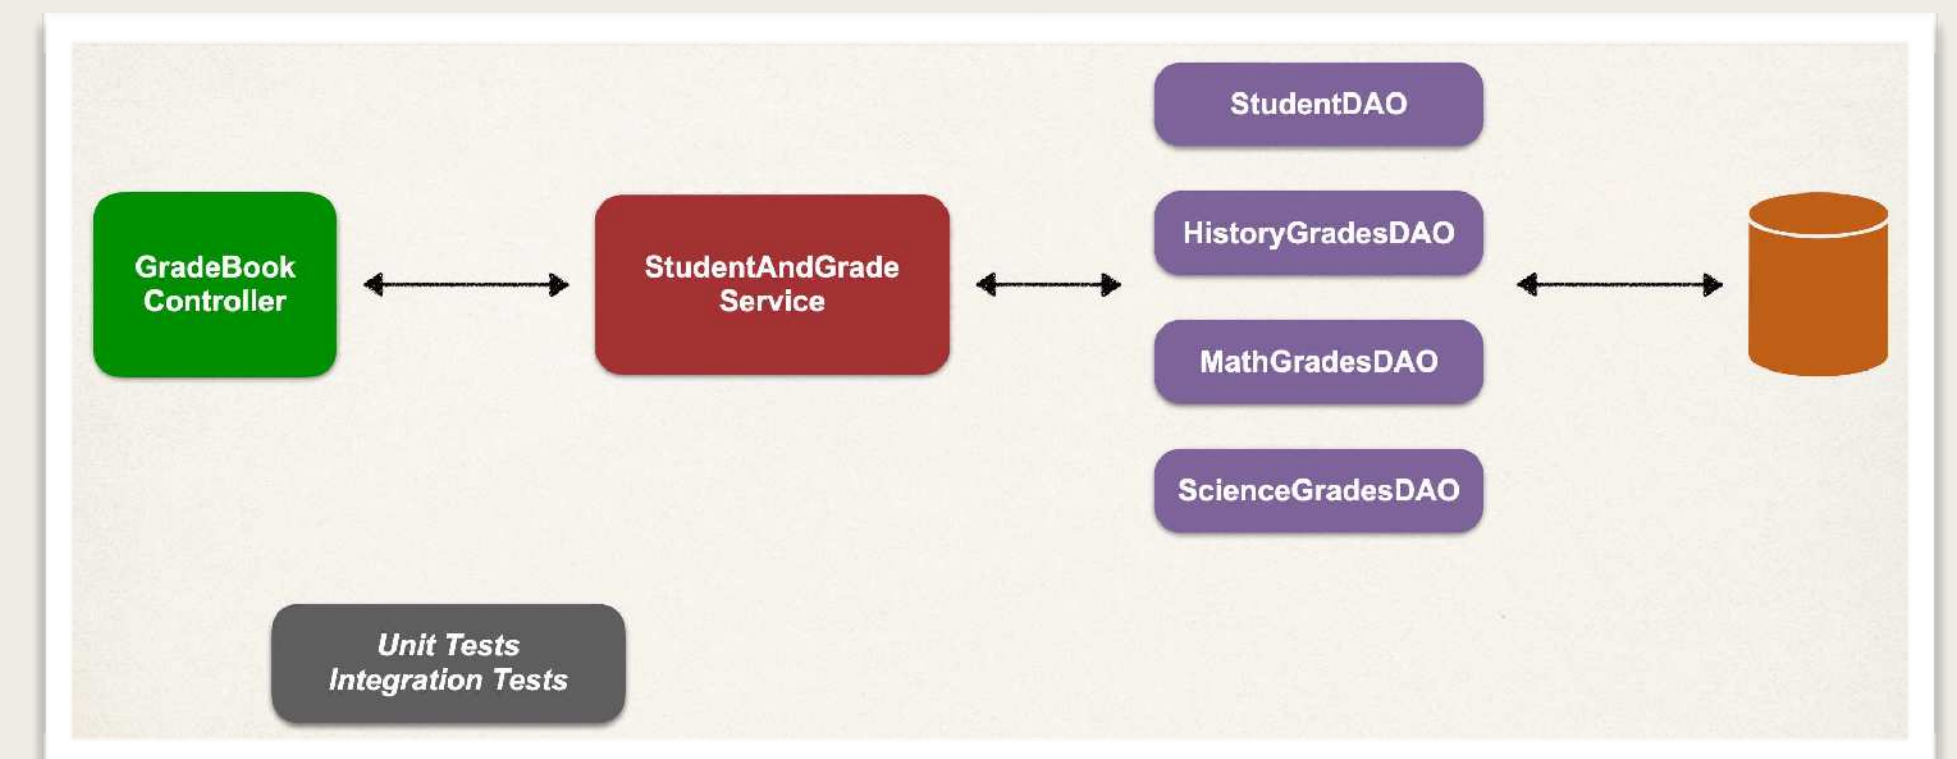 StudentDAO
GradeBook
Controller
StudentAndGrade
Service
HistoryGradesDAO
MathGradesDAO
ScienceGradesDAO
Unit Tests
Integration Tests